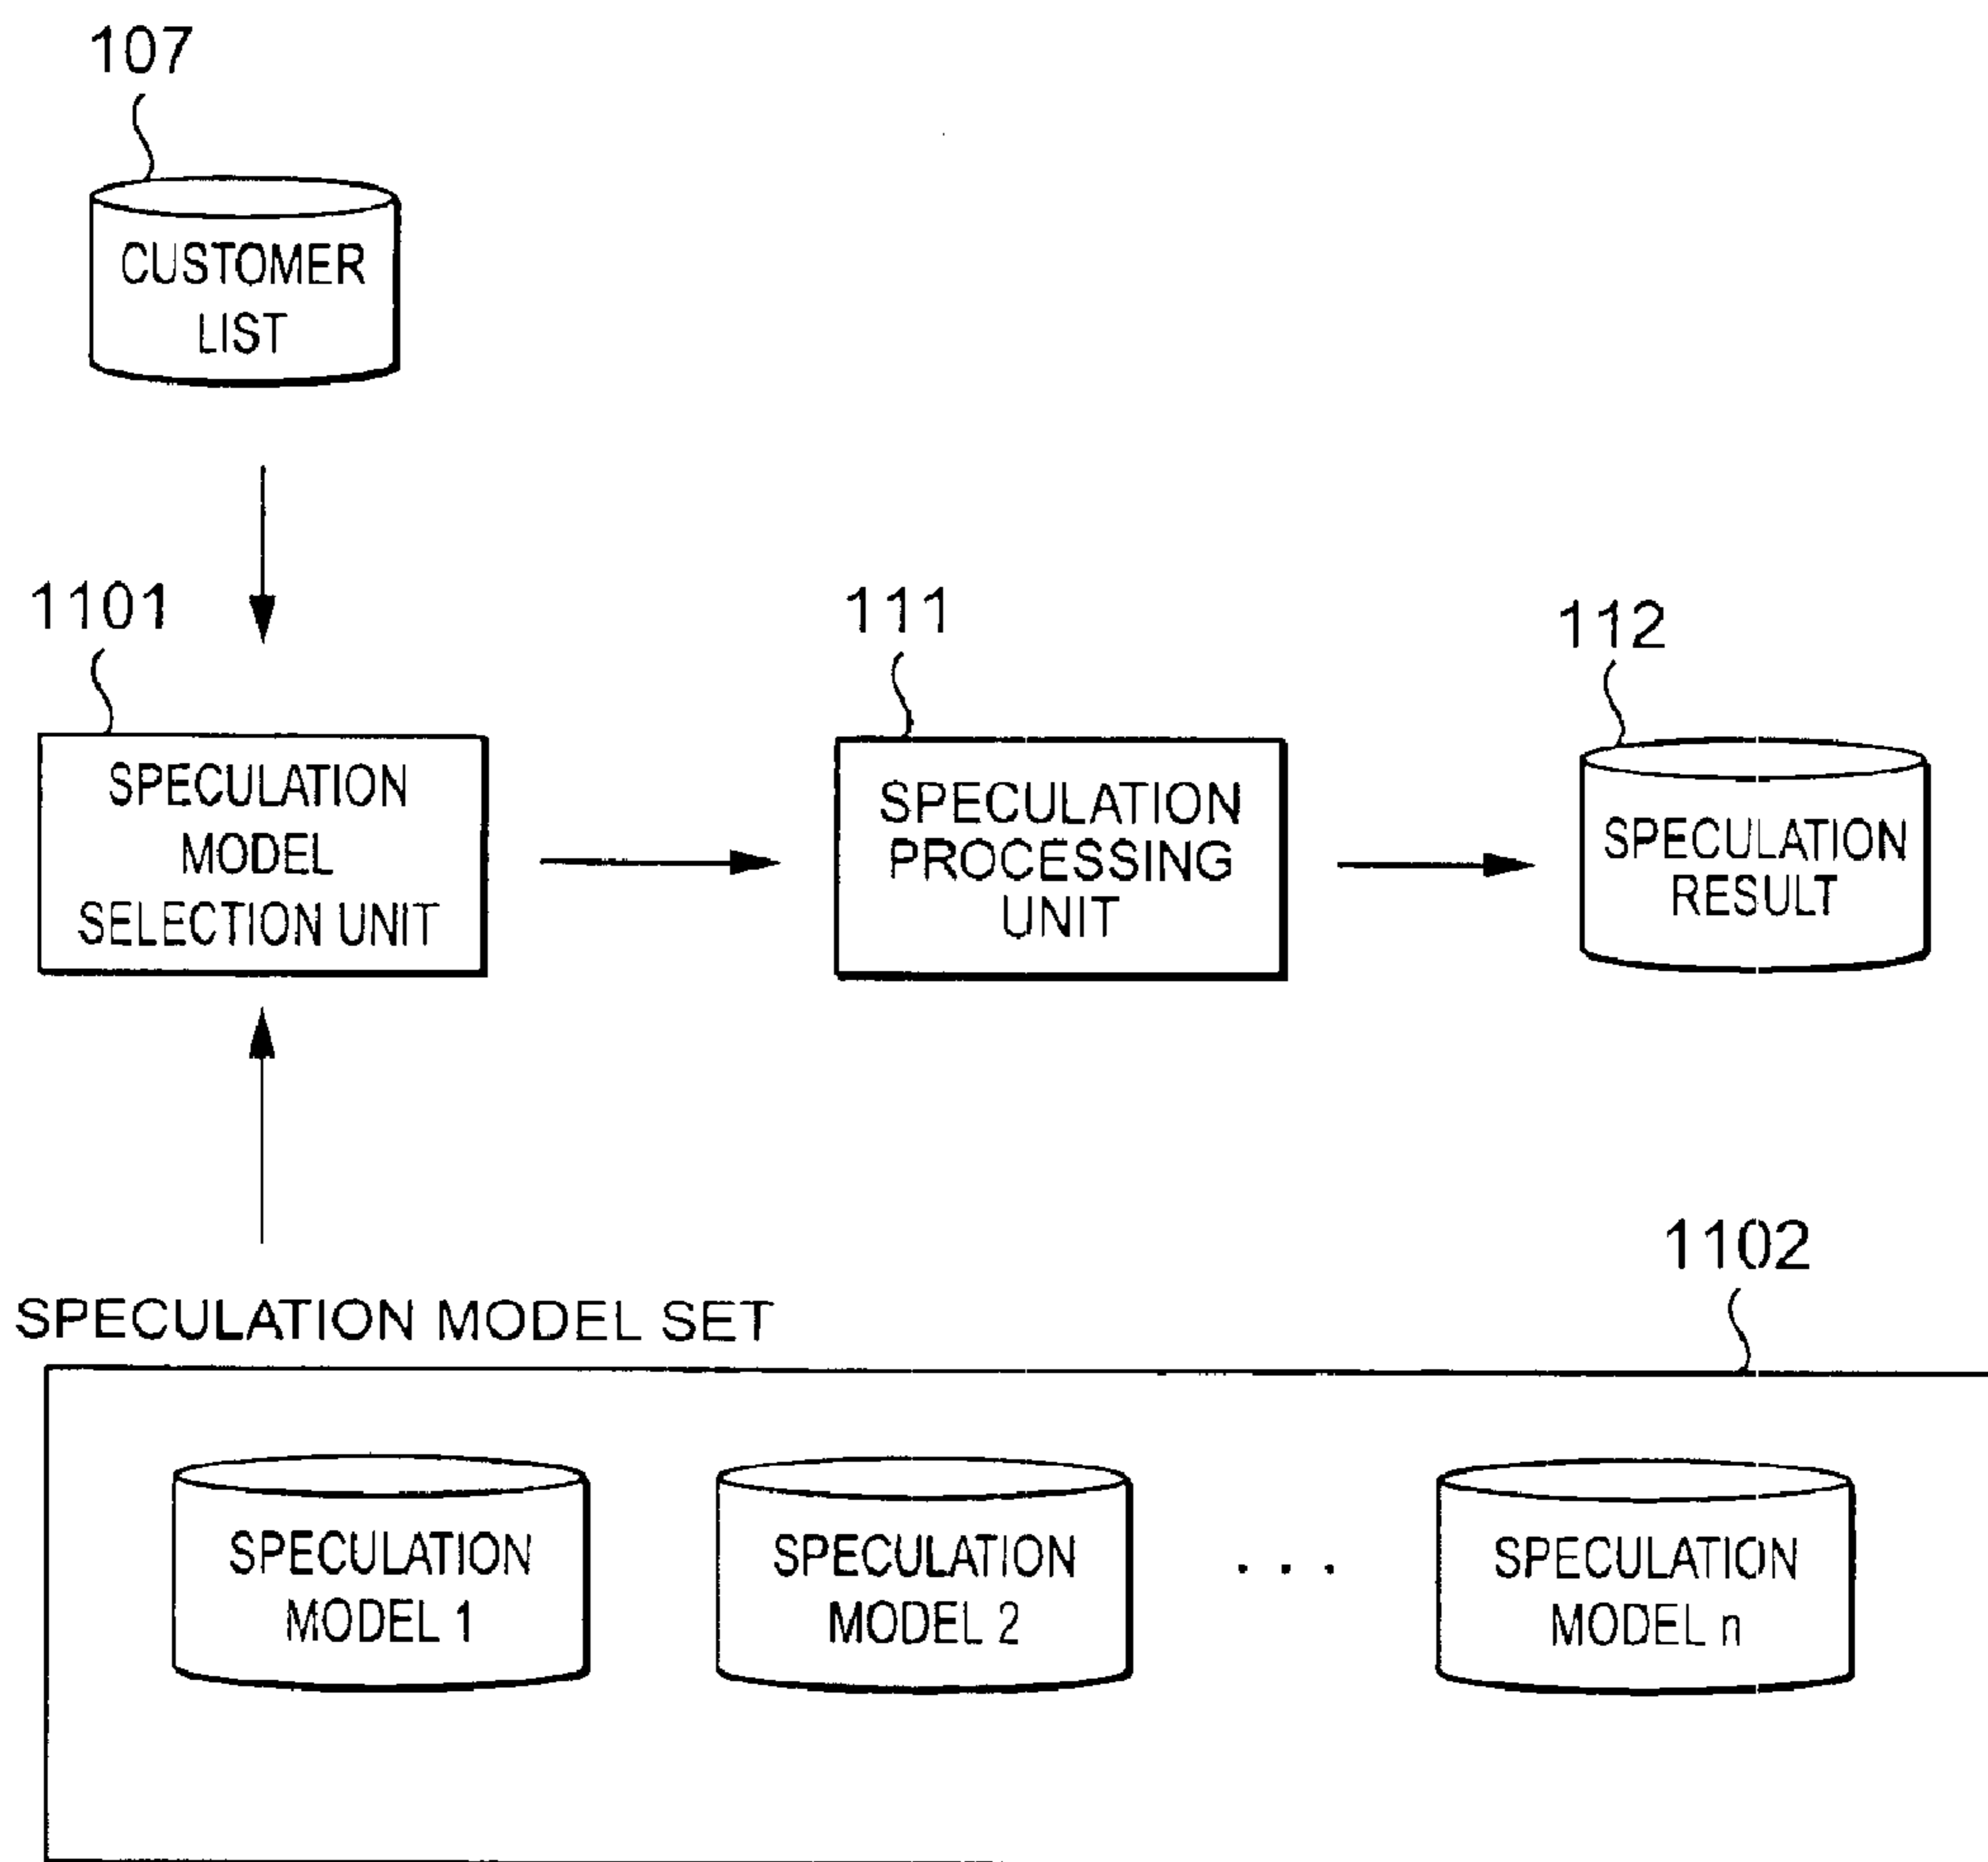 107
CUSTOMER
LIST
1101
111
112
SPECULATION
MODEL
SELECTION UNIT
SPECULATION
PROCESSING
UNIT
SPECULATION
RESULT
1102
SPECULATION MODEL SET
SPECULATION
MODEL 1
SPECULATION
MODEL 2
. . .
SPECULATION
MODEL n